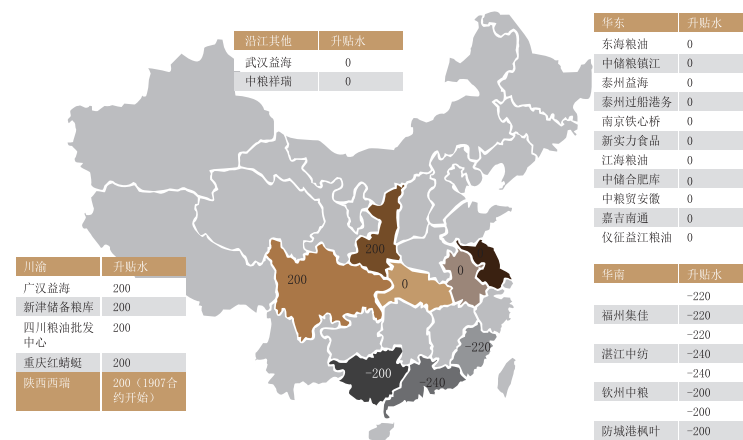 沿江其他 升贴水
武汉益海 0
中粮祥瑞 0
华东 升贴水
东海粮油 0
中储粮镇江 0
泰州益海 0
泰州过船港务 0
南京铁心桥 0
新实力食品 0
江海粮油 0
中储合肥库 0
中粮贸安徽 0
嘉吉南通 0
仪征益江粮油 0
200
200
0
0
-220
-200
-240
川渝 升贴水
广汉益海 200
新津储备粮库 200
四川粮油批发 200
中心
重庆红蜻蜓 200
陕西西瑞 200（1907合
约开始）
华南 升贴水
-220
福州集佳 -220
-220
湛江中纺 -240
-240
钦州中粮 -200
-200
防城港枫叶 -200